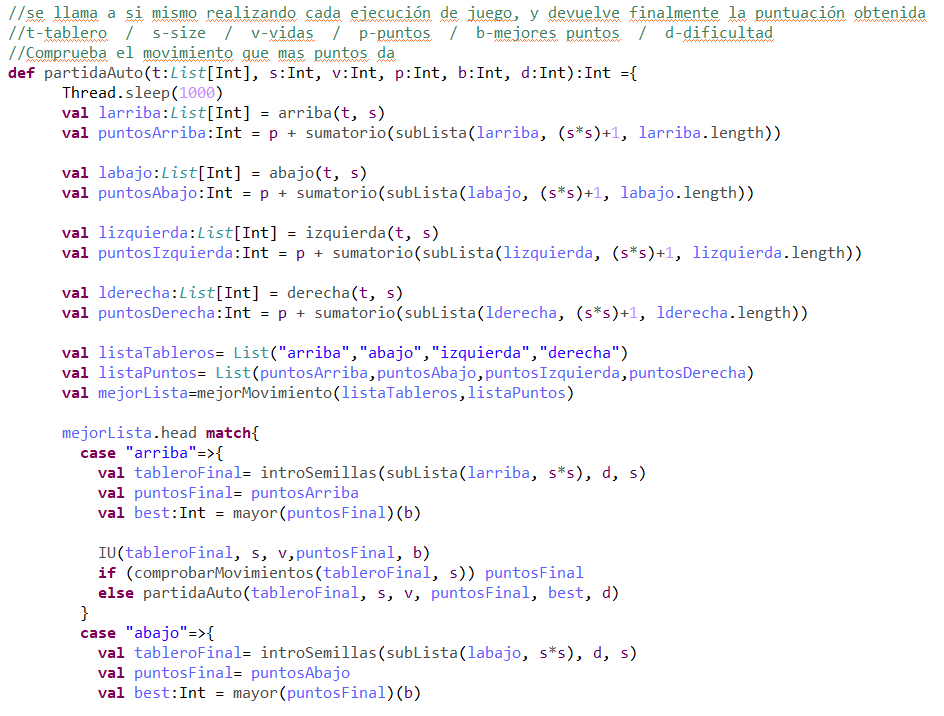 //se llama a si mismo realizando cada ejecución de juego, y devuelve finalmente la puntuación obtenida
//t-tablero / s-size / v-vidas / p-puntos / b-mejores puntos / d-dificultad
//Comprueba el movimiento que mas puntos da
def partidaAuto(t:List[Int], s:Int, v:Int, p:Int, b:Int, d:Int):Int ={
Thread.sleep(1000)
val larriba:List[Int] = arriba(t, s)
val puntosArriba:Int = p + sumatorio(subLista(larriba, (s*s)+1, larriba.length))
val labajo:List[Int] = abajo(t, s)
val puntosAbajo:Int = p + sumatorio(subLista(labajo, (s*s)+1, labajo.length))
val lizquierda:List[Int] = izquierda(t, s)
val puntosIzquierda:Int = p + sumatorio(subLista(lizquierda, (s*s)+1, lizquierda.length))
val lderecha:List[Int] = derecha(t, s)
val puntosDerecha:Int = p + sumatorio(subLista(lderecha, (s*s)+1, lderecha.length))
val listaTableros= List("arriba","abajo","izquierda","derecha")
val listaPuntos= List(puntosArriba,puntosAbajo,puntosIzquierda,puntosDerecha)
val mejorLista=mejorMovimiento(listaTableros,listaPuntos)
mejorLista.head match{
case "arriba"=>{
val tableroFinal= introSemillas(subLista(larriba, s*s), d, s)
val puntosFinal= puntosArriba
val best:Int = mayor(puntosFinal)(b)
IU(tableroFinal, s, v,puntosFinal, b)
if (comprobarMovimientos(tableroFinal, s)) puntosFinal
else partidaAuto(tableroFinal, s, v, puntosFinal, best, d)
}
case "abajo"=>{
val tableroFinal= introSemillas(subLista(labajo, s*s), d, s)
val puntosFinal= puntosAbajo
val best:Int = mayor(puntosFinal)(b)